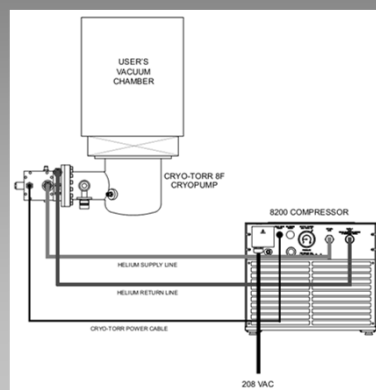 USER'S
VACUUM
CHAMBER
CRYO-TORR 8F
CRYOPUMP
8200 COMPRESSOR
HELIUM SUPPLY LINE
HELIUM RETURN LINE
CRYO-TORR POWER CABLE
208 VAC